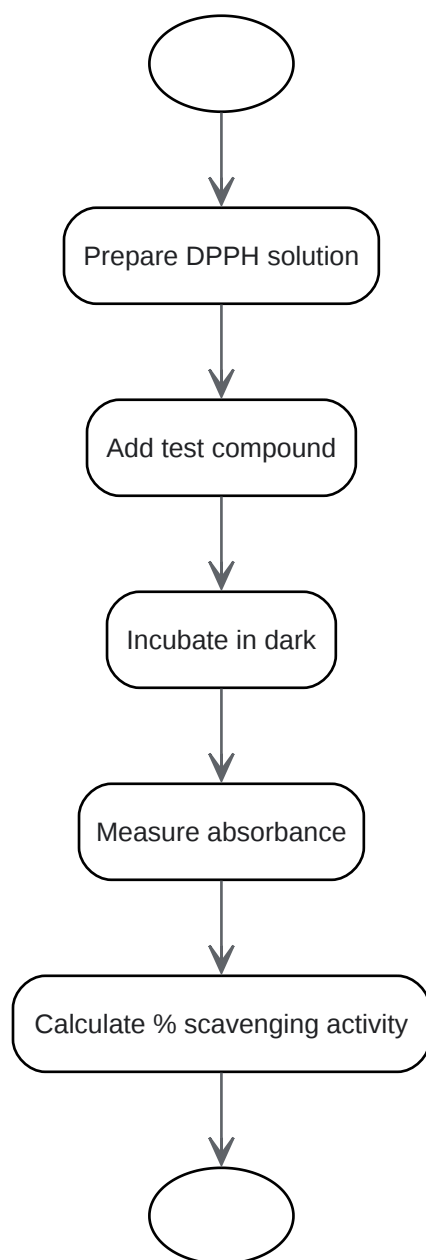 Prepare DPPH solution
Add test compound
Incubate in dark
Measure absorbance
Calculate % scavenging activity